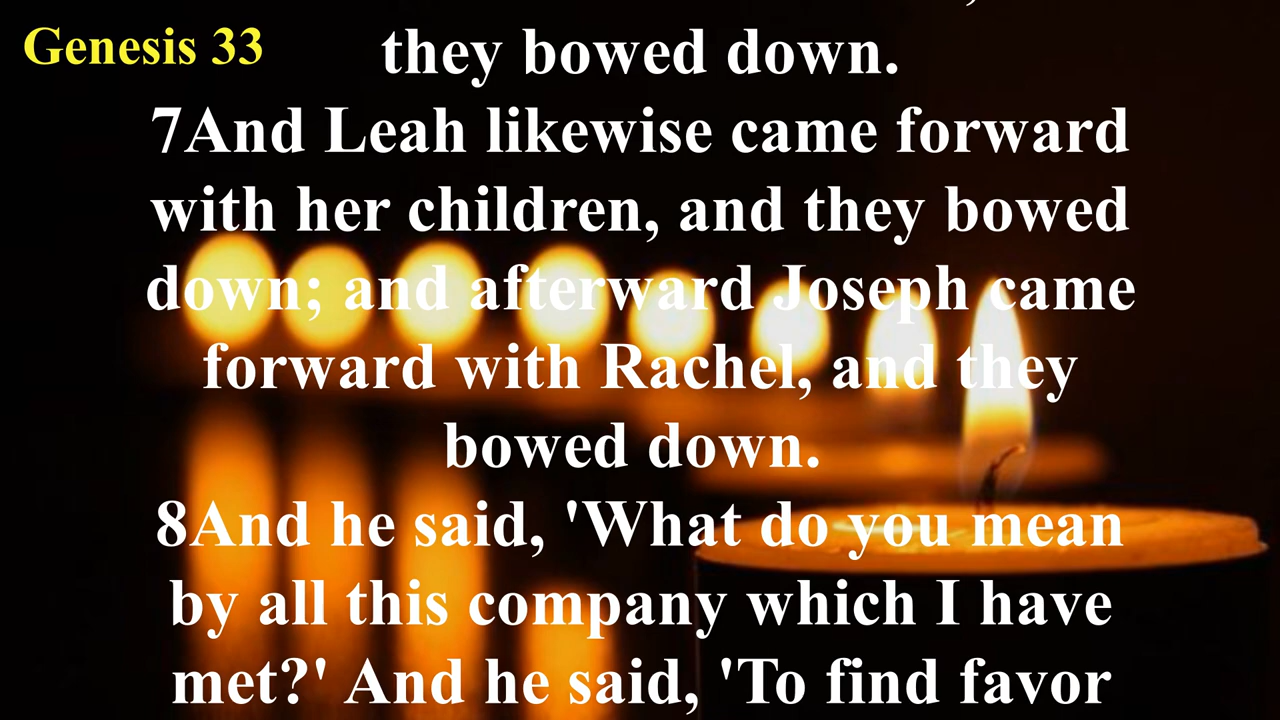 Genesis 33
they bowed down.
7And Leah likewise came forward
with her children, and they bowed
down; and afterward Joseph came
forward with Rachel, and they
bowed down.
8And he said, 'What do you mean
by all this company which I have
met?' And he said, 'To find favor